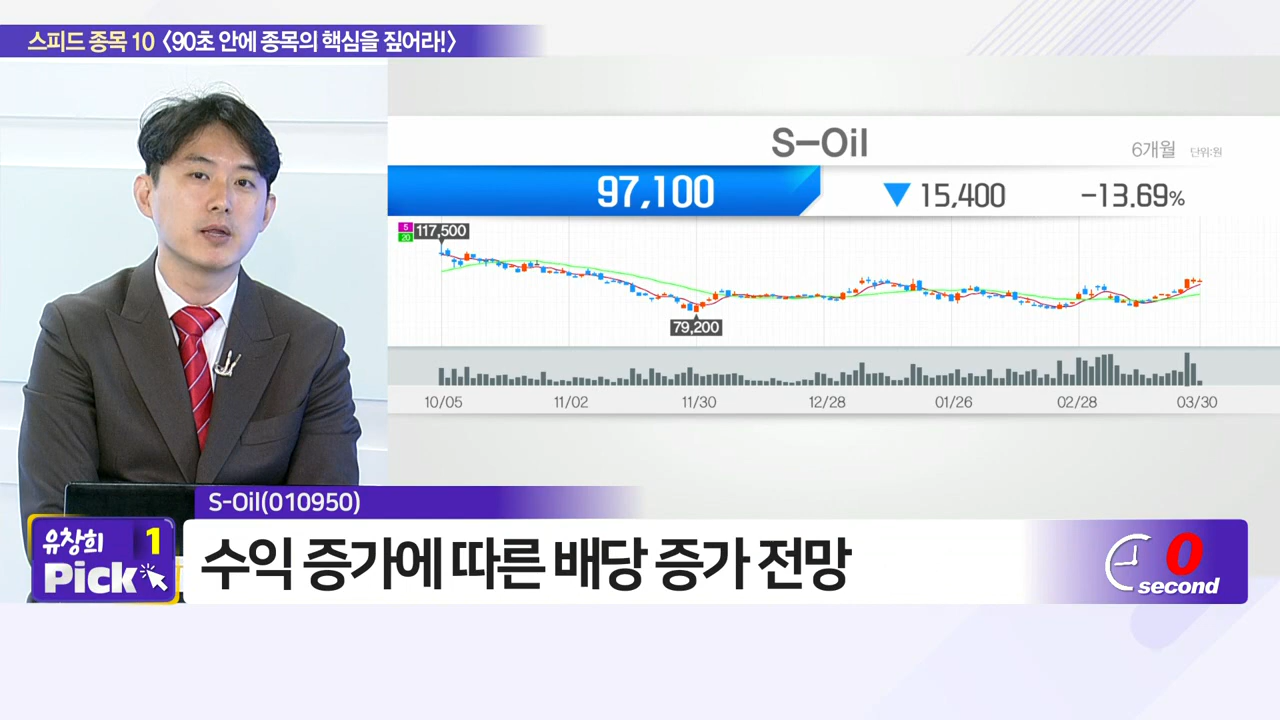 스피드 종목 10 <90초 안에 종목의 핵심을 짚어라!>
S-Oil
6개월 단위:원
97,100 ▼ 15,400 -13.69%
5
20
117,500
79,200
10/05 11/02 11/30 12/28 01/26 02/28 03/30
S-Oil(010950)
유창희 1
Pick
수익 증가에 따른 배당 증가 전망
0
second